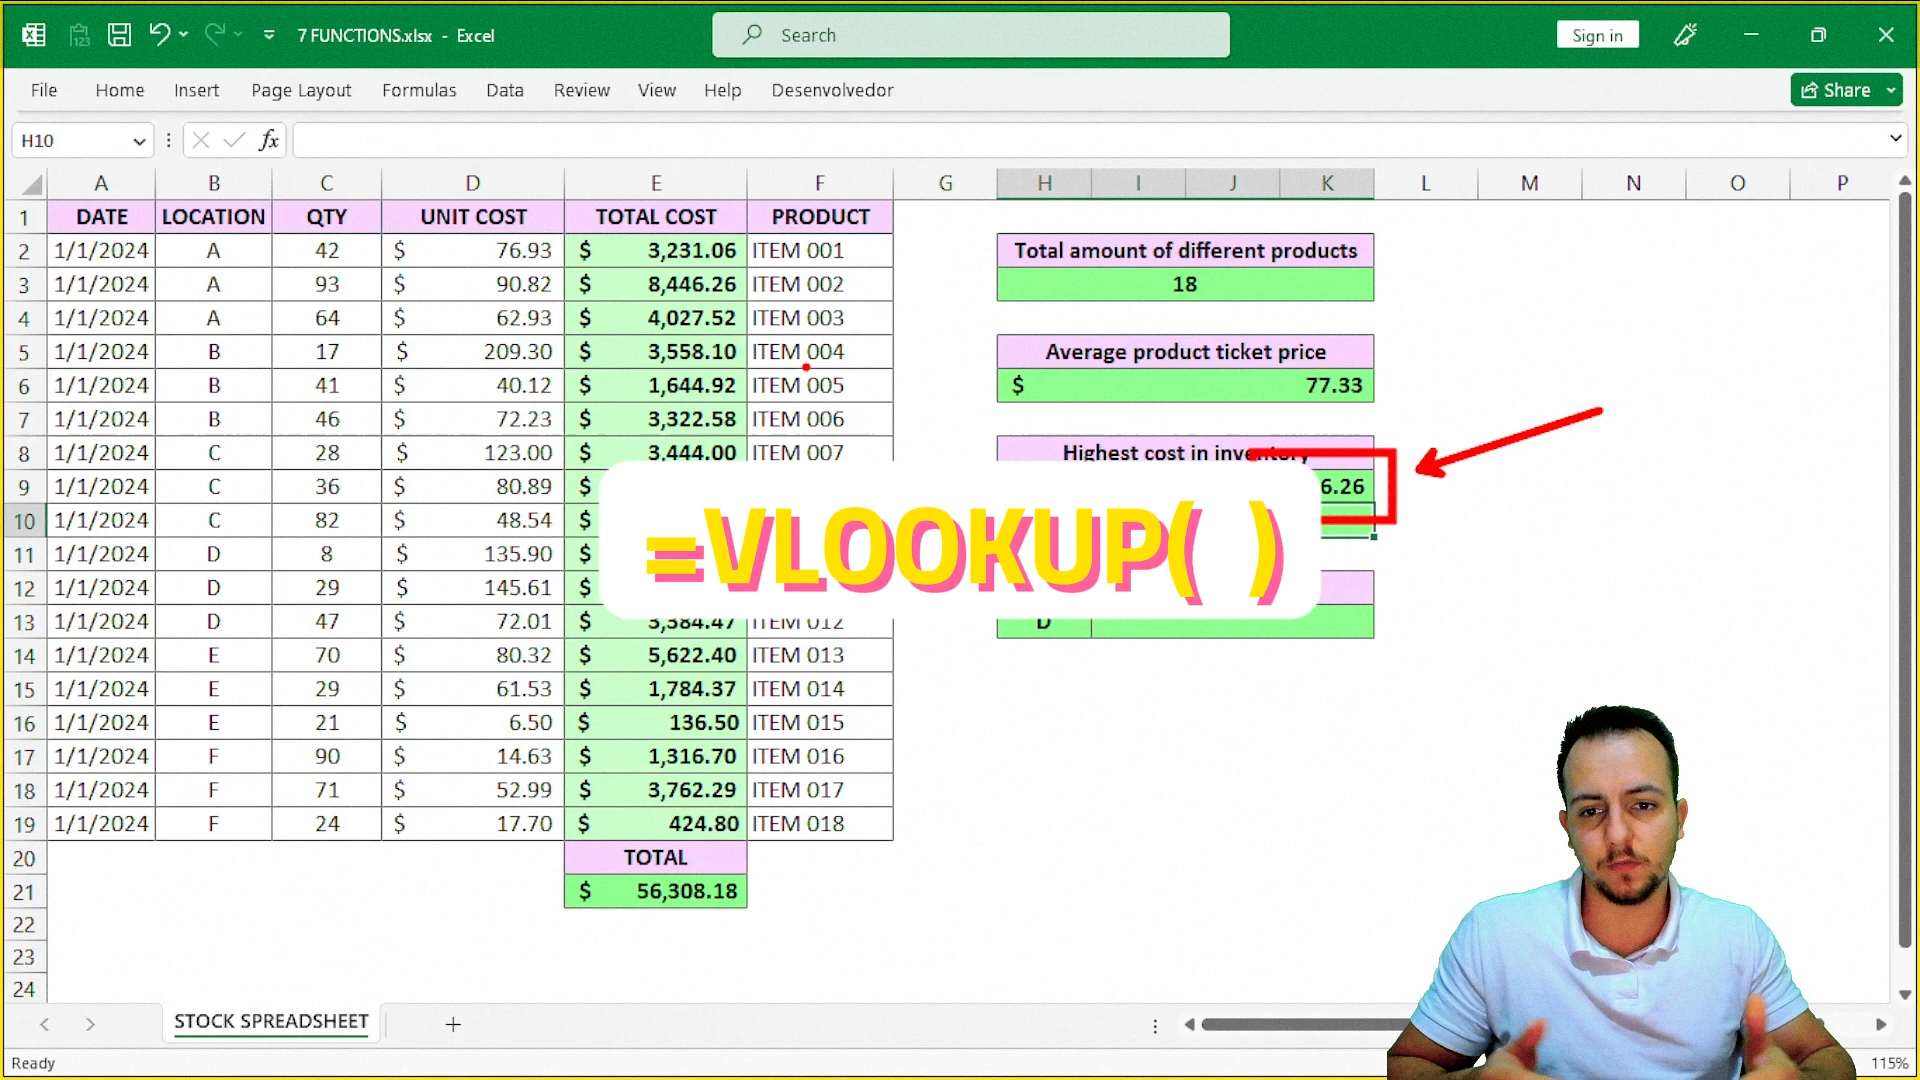 7 FUNCTIONS.xlsx - Excel
Search
Sign in
File Home Insert Page Layout Formulas Data Review View Help Desenvolvedor
Share
H10
fx
A B C D E F G H I J K L M N O P
1 DATE LOCATION QTY UNIT COST TOTAL COST PRODUCT
2 1/1/2024 A 42 $ 76.93 $ 3,231.06 ITEM 001 Total amount of different products
3 1/1/2024 A 93 $ 90.82 $ 8,446.26 ITEM 002 18
4 1/1/2024 A 64 $ 62.93 $ 4,027.52 ITEM 003
5 1/1/2024 B 17 $ 209.30 $ 3,558.10 ITEM 004 Average product ticket price
6 1/1/2024 B 41 $ 40.12 $ 1,644.92 ITEM 005 $ 77.33
7 1/1/2024 B 46 $ 72.23 $ 3,322.58 ITEM 006
8 1/1/2024 C 28 $ 123.00 $ 3,444.00 ITEM 007 Highest cost in inventory
9 1/1/2024 C 36 $ 80.89 $ 6.26
10 1/1/2024 C 82 $ 48.54 $
=VLOOKUP( )
11 1/1/2024 D 8 $ 135.90 $
12 1/1/2024 D 29 $ 145.61 $
13 1/1/2024 D 47 $ 72.01 $ 3,384.47 ITEM 012 D
14 1/1/2024 E 70 $ 80.32 $ 5,622.40 ITEM 013
15 1/1/2024 E 29 $ 61.53 $ 1,784.37 ITEM 014
16 1/1/2024 E 21 $ 6.50 $ 136.50 ITEM 015
17 1/1/2024 F 90 $ 14.63 $ 1,316.70 ITEM 016
18 1/1/2024 F 71 $ 52.99 $ 3,762.29 ITEM 017
19 1/1/2024 F 24 $ 17.70 $ 424.80 ITEM 018
20 TOTAL
21 $ 56,308.18
22
23
24
STOCK SPREADSHEET
Ready
115%